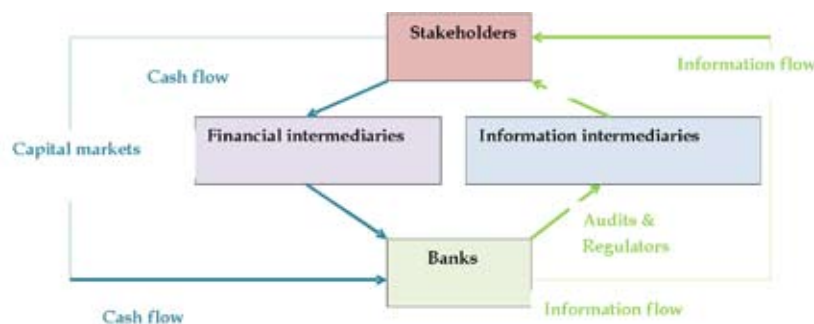 Stakeholders
Cash flow
Information flow
Financial intermediaries
Information intermediaries
Capital markets
Audits &
Regulators
Banks
Information flow
Cash flow